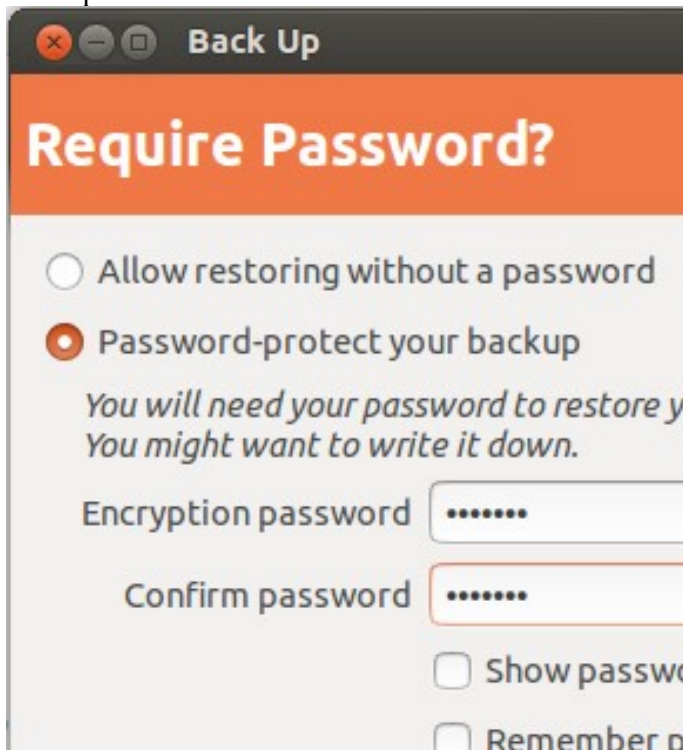 Back Up
Require Password?
Allow restoring without a password
Password-protect your backup
You will need your password to restore
You might want to write it down.
Encryption password •••••••
Confirm password •••••••
Show
Remember